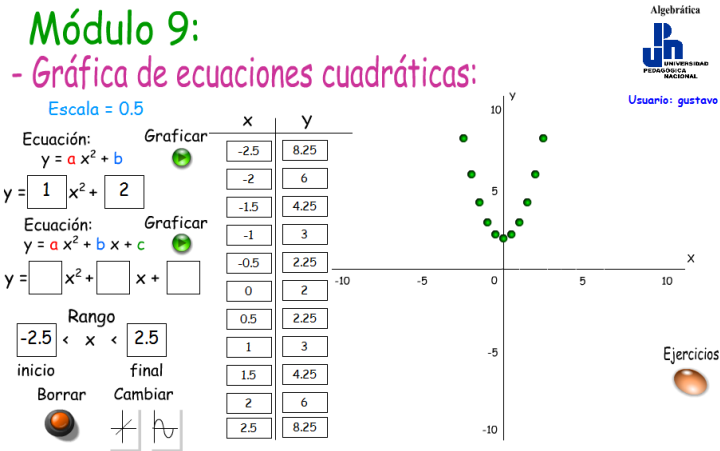 Módulo 9:
- Gráfica de ecuaciones cuadráticas:
Algebrática
UNIVERSIDAD
PEDAGÓGICA
NACIONAL
Usuario: gustavo
Escala = 0.5
Ecuación:
Graficar
y = a x² + b
y = 1 x² + 2
Ecuación:
Graficar
y = a x² + b x + c
y = x² + x + 
Rango
-2.5 < x < 2.5
inicio final
Borrar Cambiar
x y
-2.5 8.25
-2 6
-1.5 4.25
-1 3
-0.5 2.25
0 2
0.5 2.25
1 3
1.5 4.25
2 6
2.5 8.25
y
10
5
x
-10 -5 0 5 10
-5
-10
Ejercicios